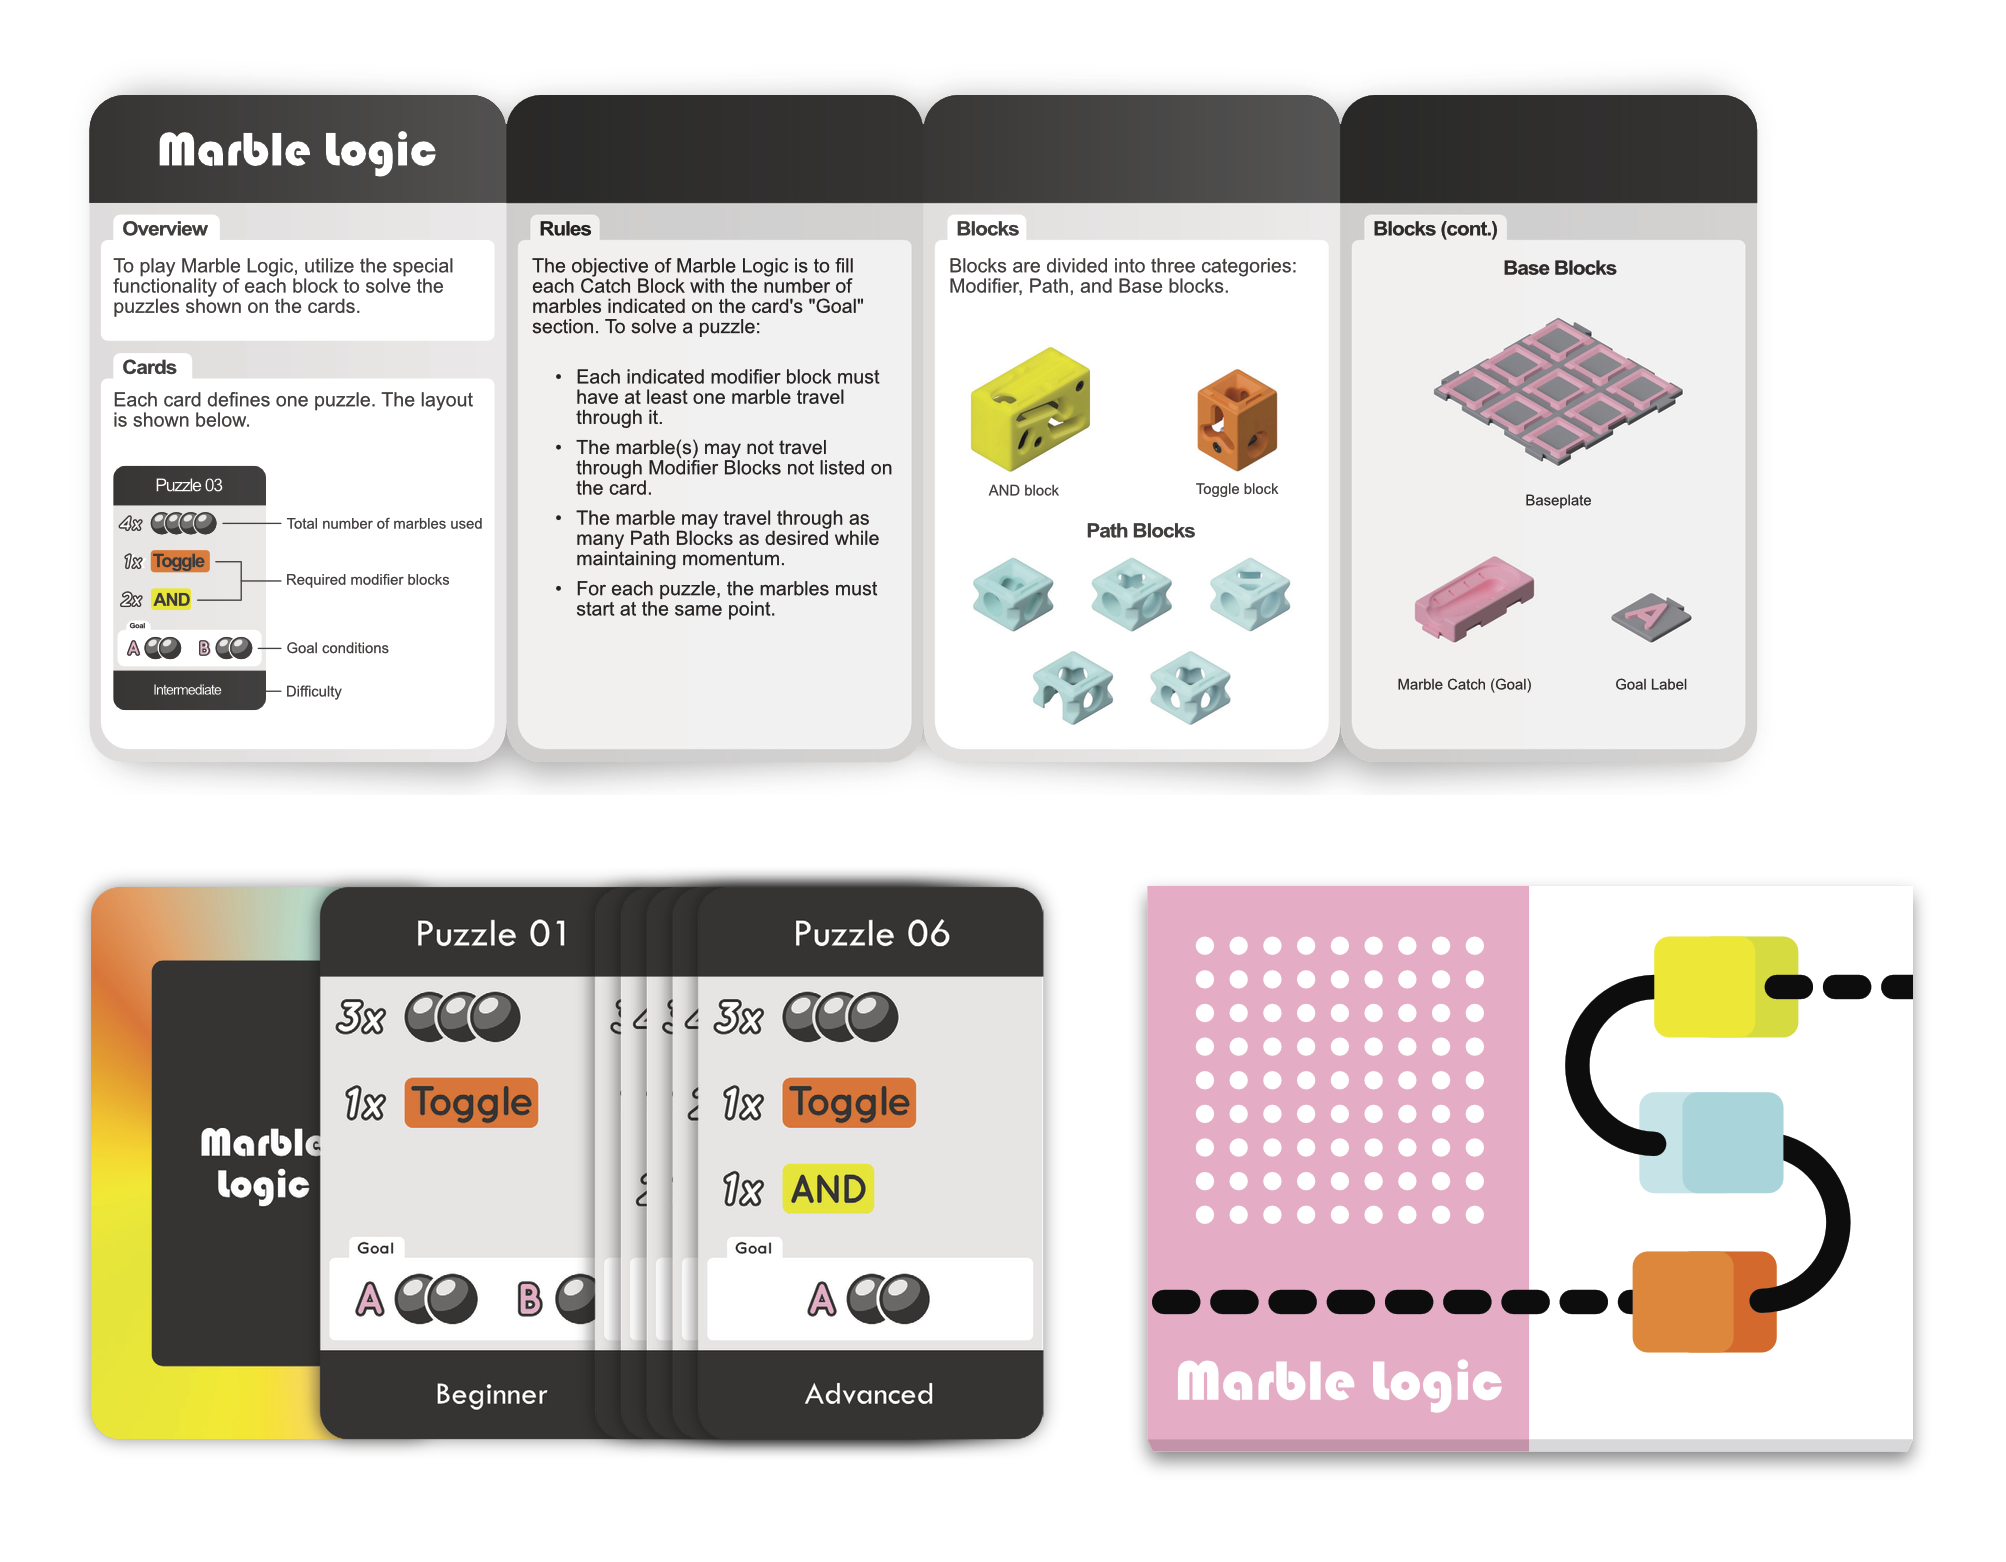 Marble Logic
Overview
To play Marble Logic, utilize the special
functionality of each block to solve the
puzzles shown on the cards.
Cards
Each card defines one puzzle. The layout
is shown below.
Puzzle 03
4x
Total number of marbles used
1x Toggle
Required modifier blocks
2x AND
Goal
A B
Goal conditions
Intermediate
Difficulty
Rules
The objective of Marble Logic is to fill
each Catch Block with the number of
marbles indicated on the card's "Goal"
section. To solve a puzzle:
• Each indicated modifier block must
have at least one marble travel
through it.
• The marble(s) may not travel
through Modifier Blocks not listed on
the card.
• The marble may travel through as
many Path Blocks as desired while
maintaining momentum.
• For each puzzle, the marbles must
start at the same point.
Blocks
Blocks are divided into three categories:
Modifier, Path, and Base blocks.
AND block
Toggle block
Path Blocks
Blocks (cont.)
Base Blocks
Baseplate
A
Marble Catch (Goal)
Goal Label
Marble
Logic
Puzzle 01
3x
1x Toggle
Goal
A B
Beginner
Puzzle 06
3x
1x Toggle
1x AND
Goal
A
Advanced
Marble Logic